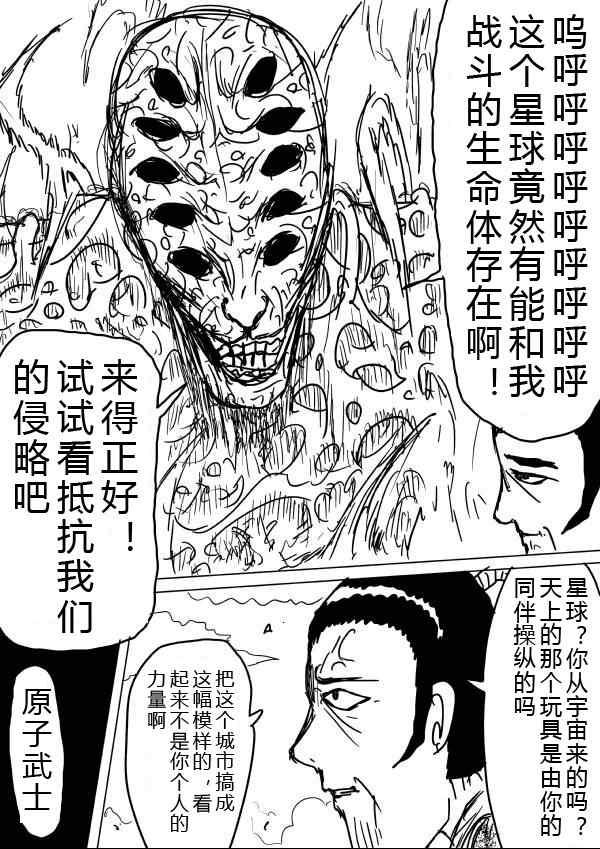 呜呼呼呼呼呼呼呼呼
这个星球竟然有能和我
战斗的生命体存在啊！
来得正好！
试试看抵抗我们
的侵略吧
星球？你从宇宙来的吗？
天上的那个玩具是由你的
同伴操纵的吗
把这个城市搞成
这幅模样的，看
起来不是你个人的
力量啊
原子武士